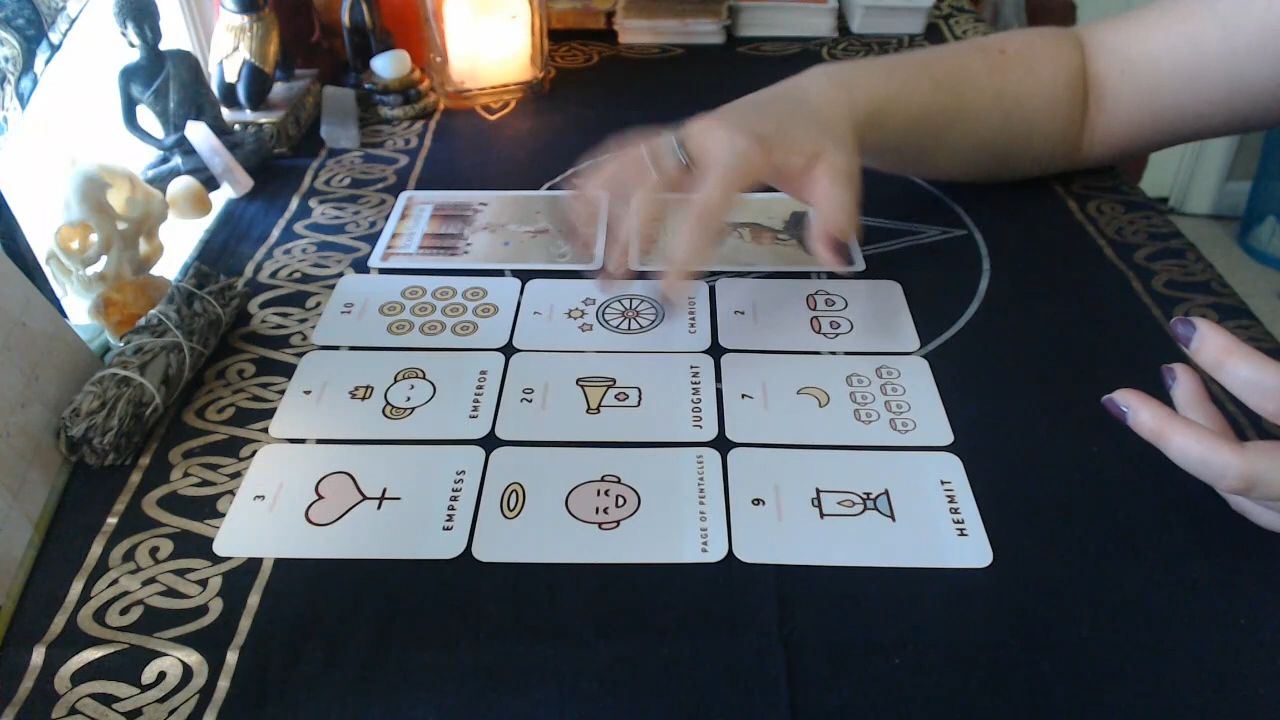 10
7
CHARIOT
2
4
EMPEROR
20
JUDGMENT
7
3
EMPRESS
PAGE OF PENTACLES
9
HERMIT